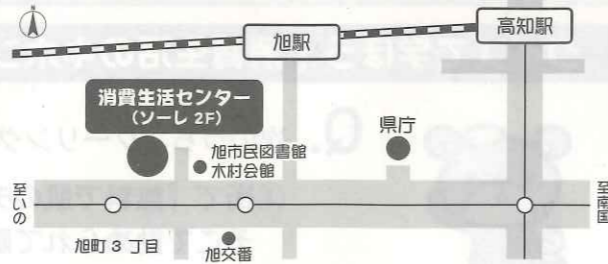 高知駅
旭駅
消費生活センター
（ソーレ 2F）
県庁
旭市民図書館
木村会館
至いの
至南国
旭町３丁目
旭交番